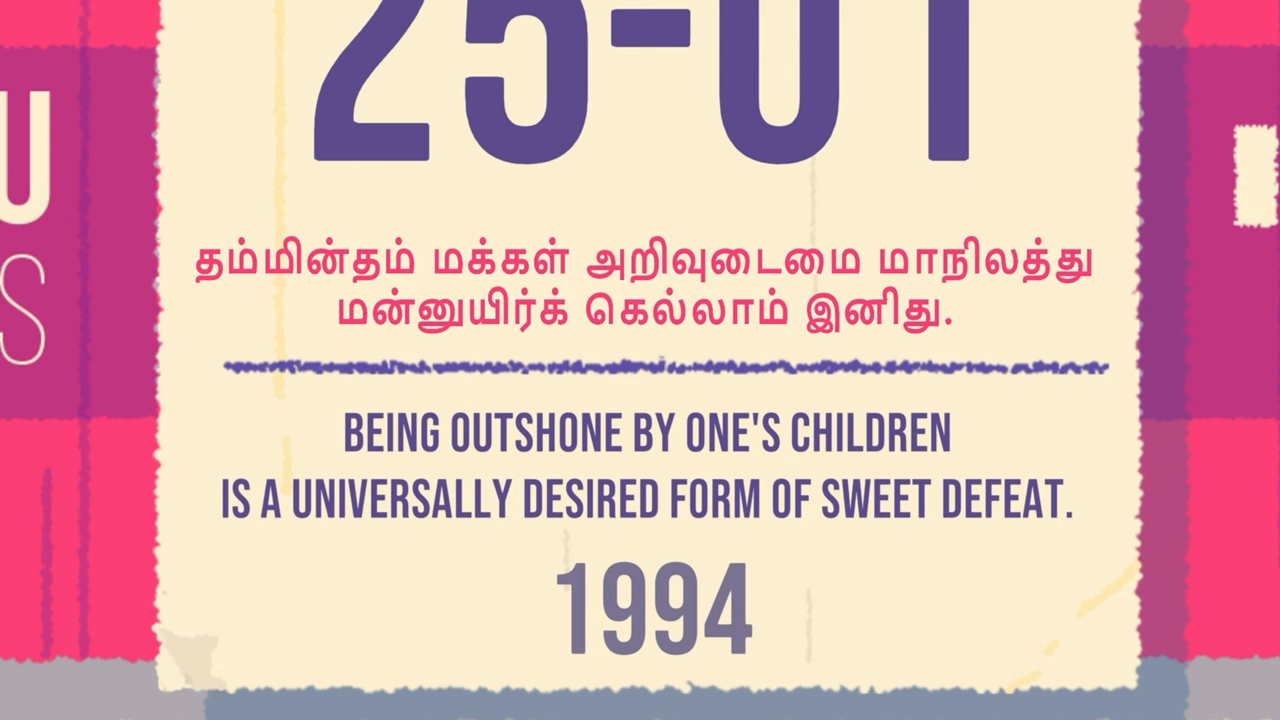 25-01
U
S
தம்மின்தம் மக்கள் அறிவுடைமை மாநிலத்து
மன்னுயிர்க் கெல்லாம் இனிது.
BEING OUTSHONE BY ONE'S CHILDREN
IS A UNIVERSALLY DESIRED FORM OF SWEET DEFEAT.
1994